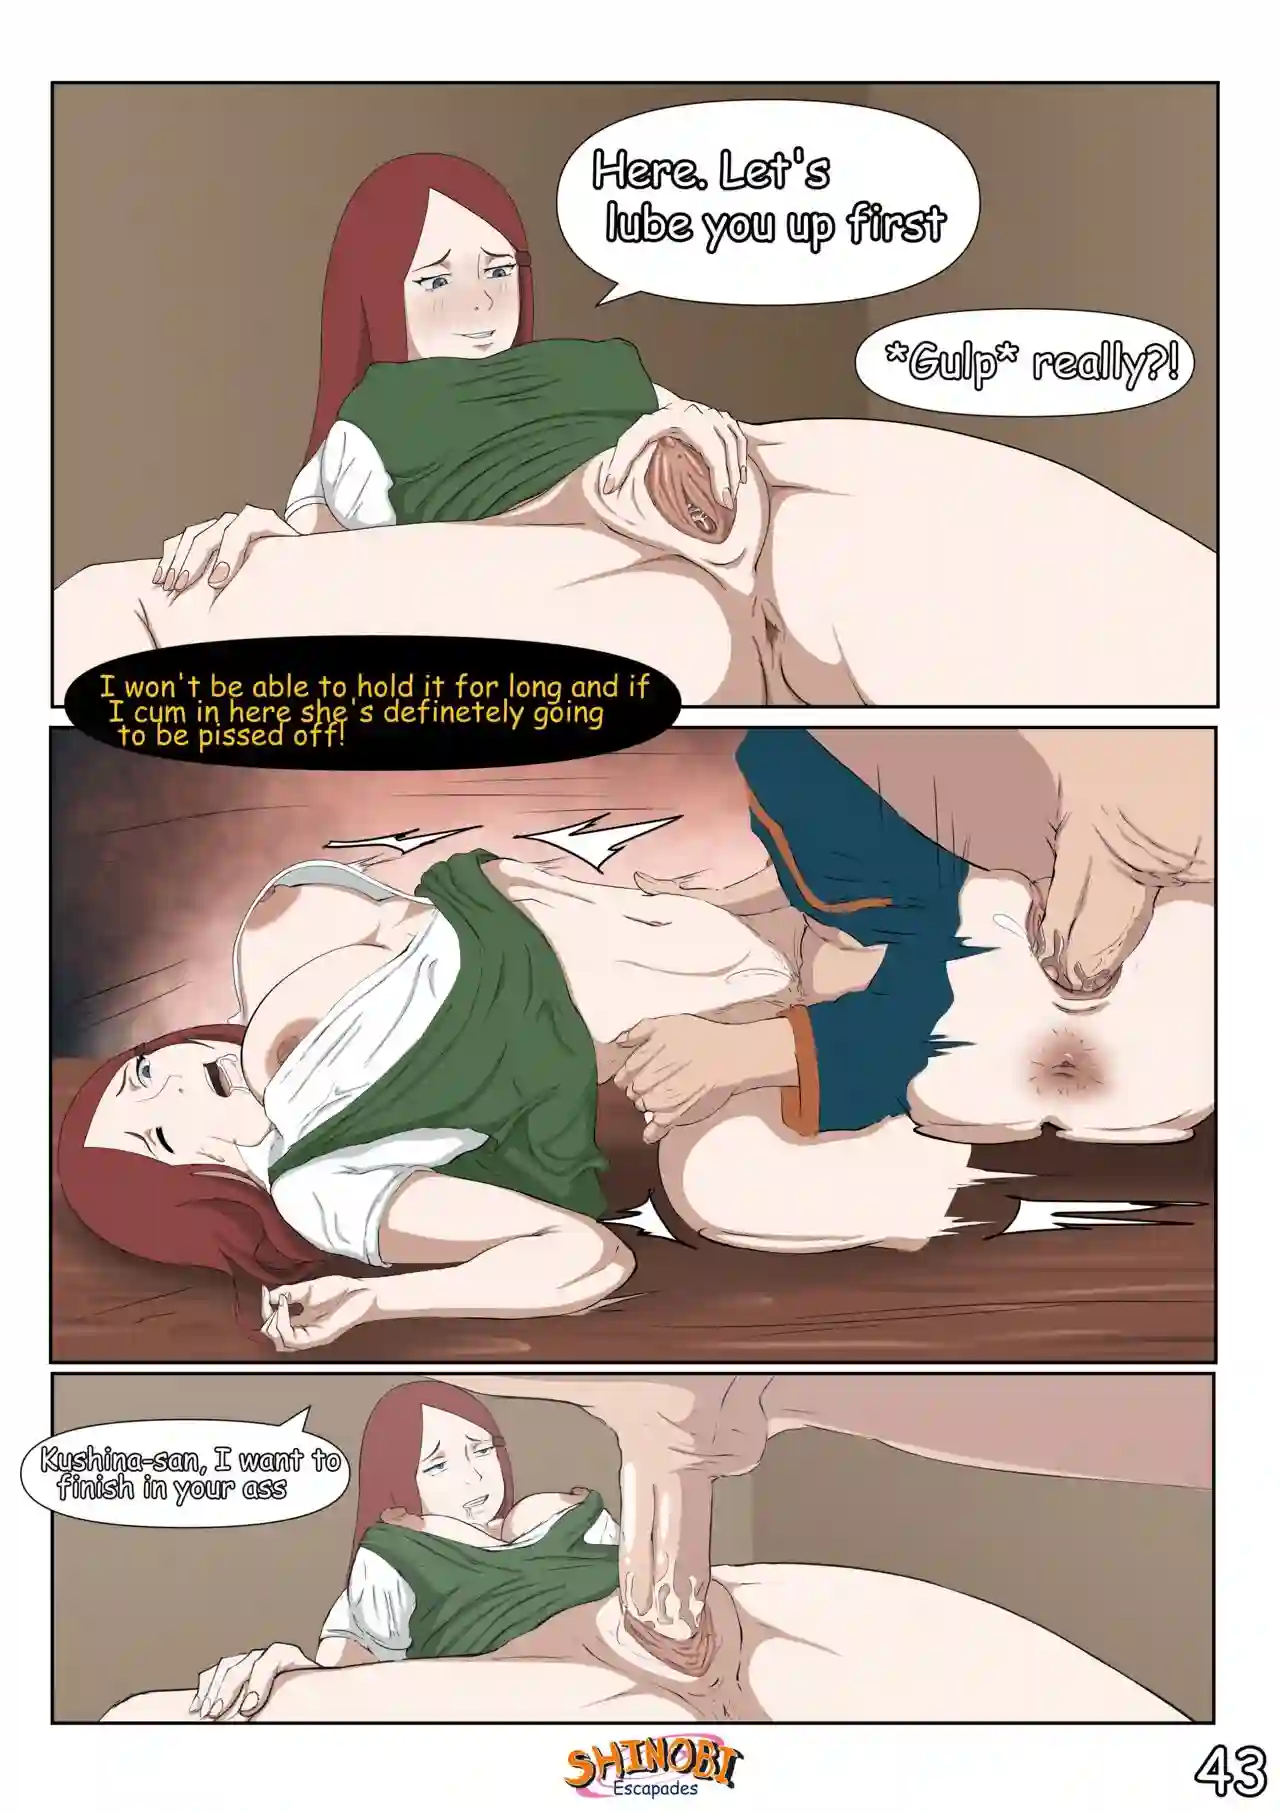 Here. Let's
lube you up first
*Gulp* really?!
I won't be able to hold it for long and if
I cum in here she's definetely going
to be pissed off!
Kushina-san, I want to
finish in your ass
SHINOBI
Escapades
43